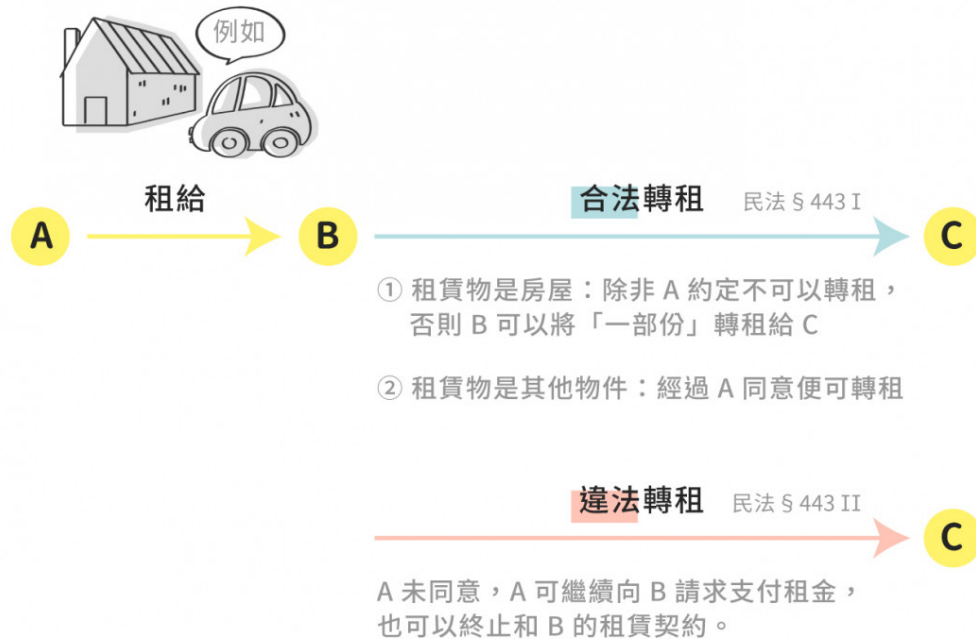 例如
租給
合法轉租 民法 § 443 I
A
B
C
① 租賃物是房屋：除非 A 約定不可以轉租，
否則 B 可以將「一部份」轉租給 C
② 租賃物是其他物件：經過 A 同意便可轉租
違法轉租 民法 § 443 II
C
A 未同意，A 可繼續向 B 請求支付租金，
也可以終止和 B 的租賃契約。